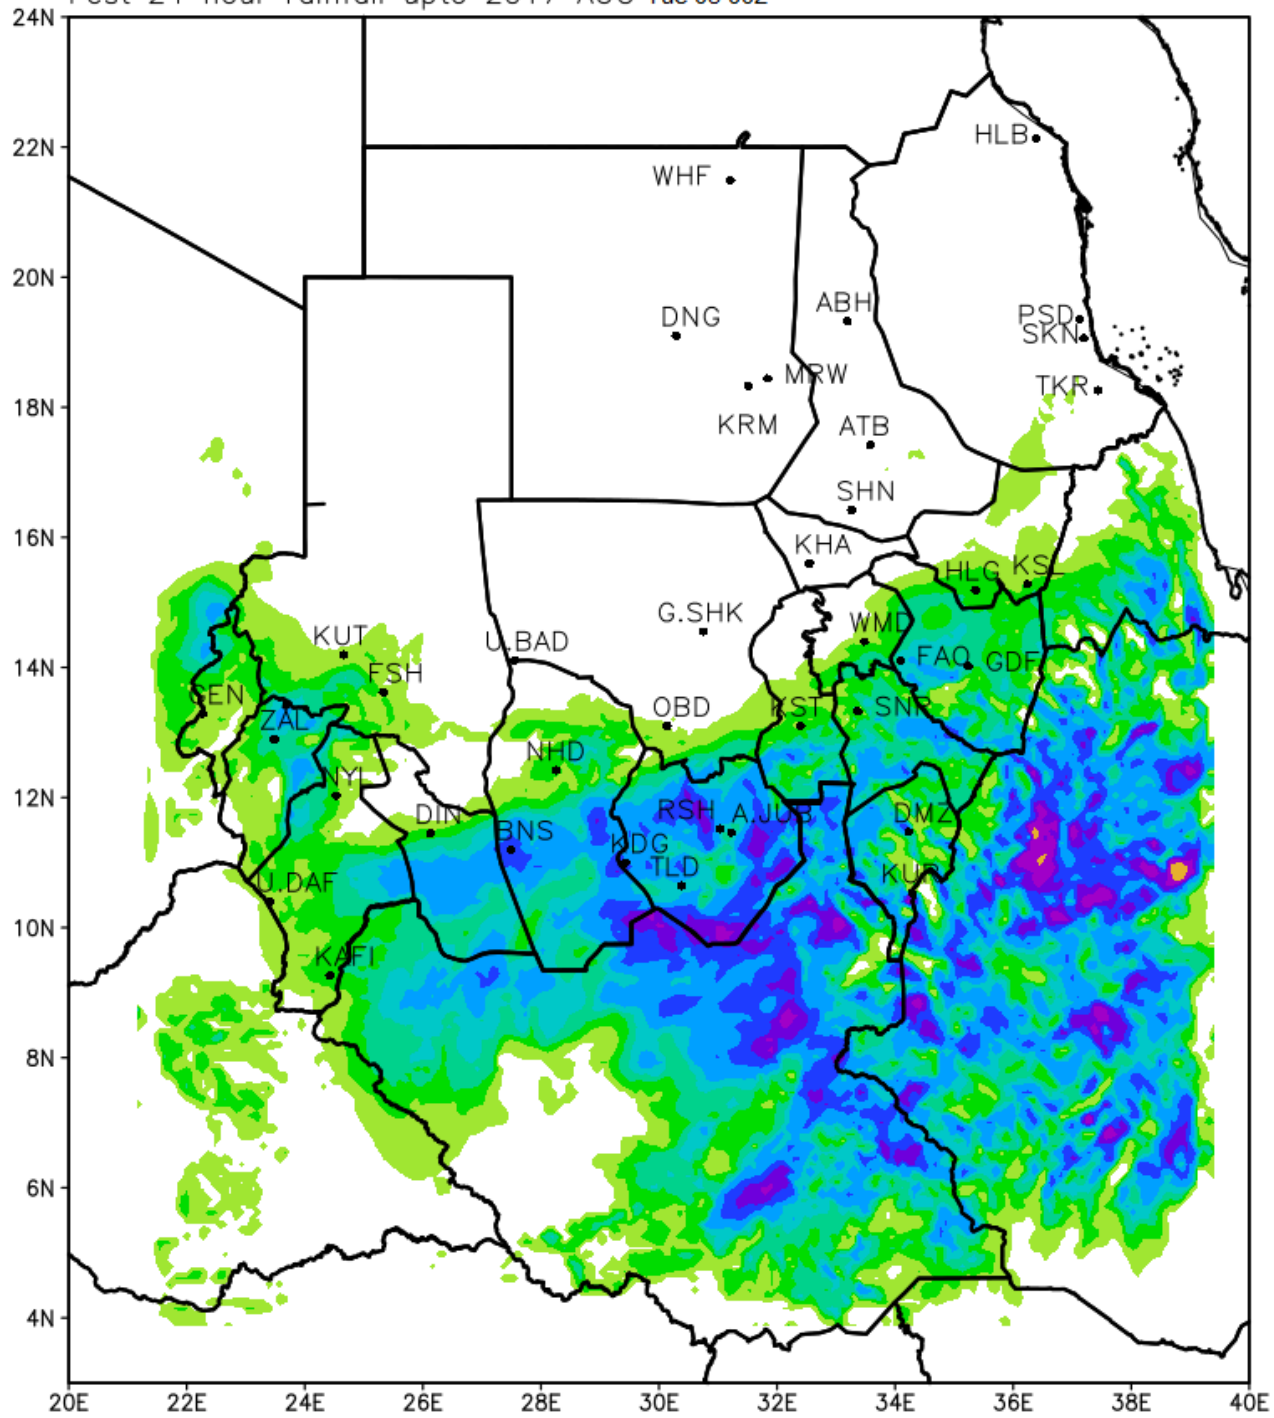 24N
22N
20N
18N
16N
14N
12N
10N
8N
6N
4N
20E 22E 24E 26E 28E 30E 32E 34E 36E 38E 40E
HLB
WHF
ABH
DNG
PSD
SKN
MRW
TKR
KRM
ATB
SHN
KHA
HLG
KSL
G.SHK
WMD
KUT
U.BAD
FAO
GDF
FSH
GEN
ZAL
OBD
KST
SNR
NHD
NYL
DIN
BNS
RSH
A.JUB
DMZ
KDG
TLD
KUR
U.DAF
KAFI